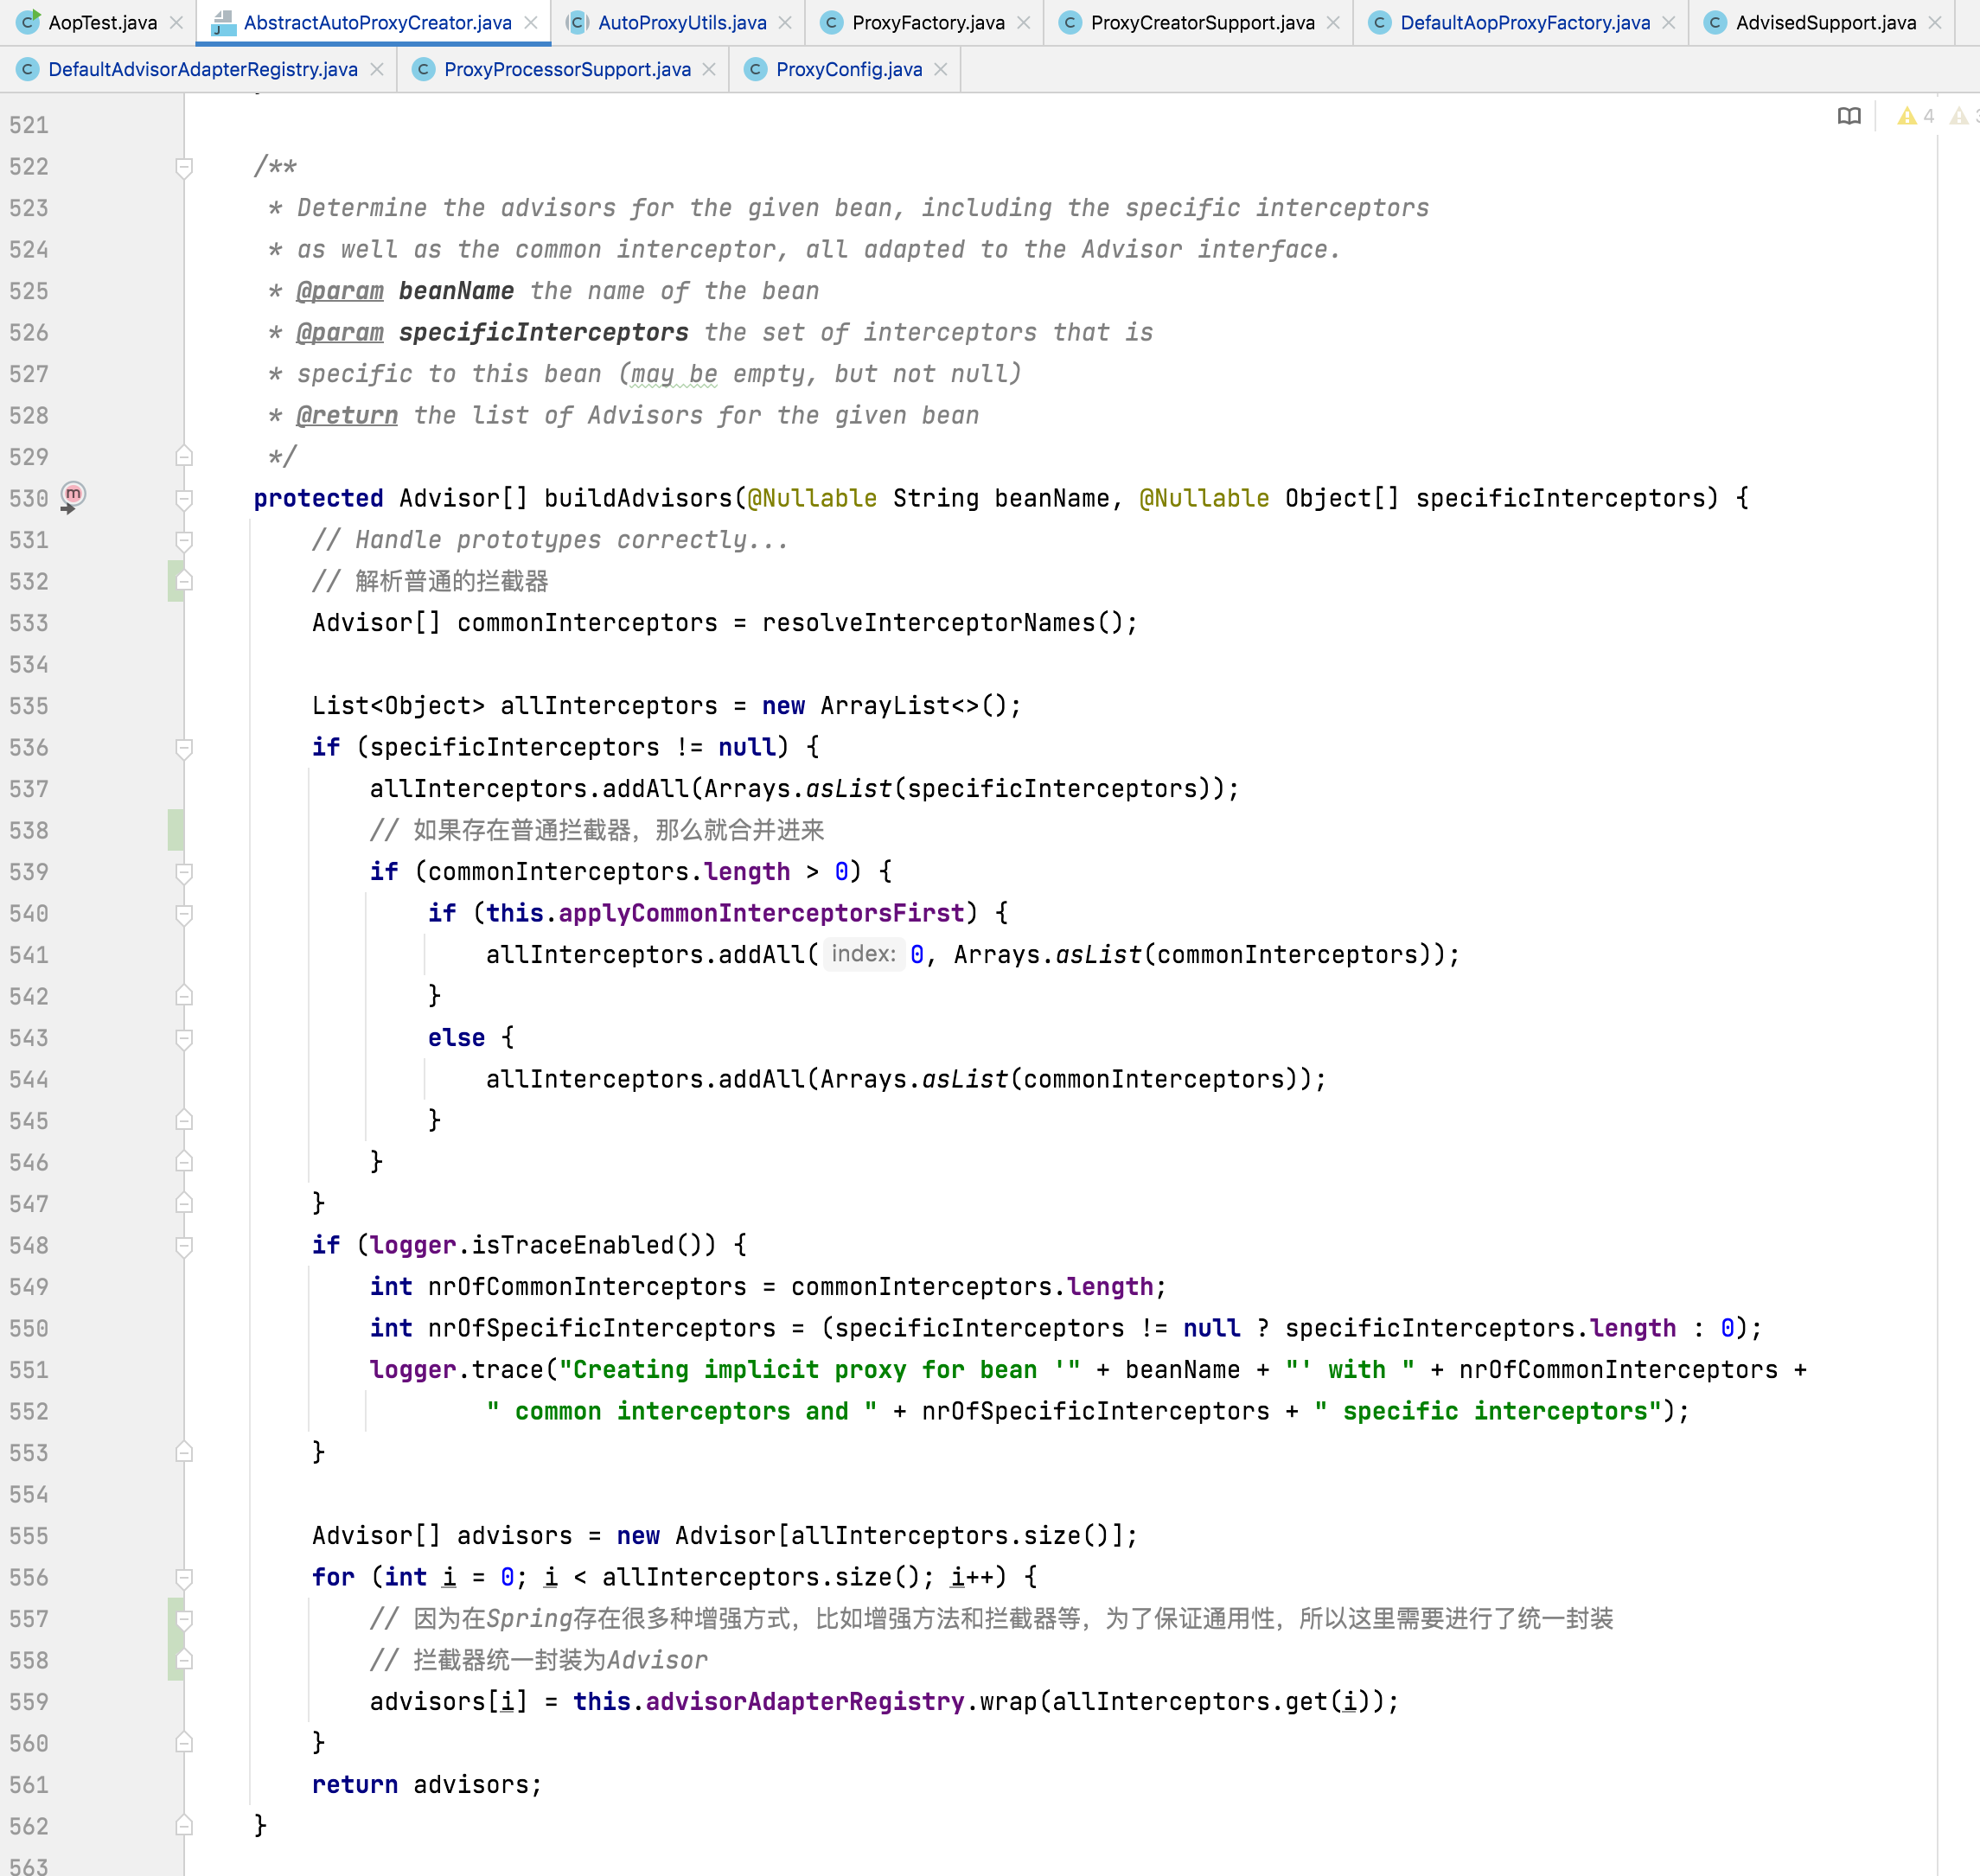 AopTest.java AbstractAutoProxyCreator.java AutoProxyUtils.java ProxyFactory.java ProxyCreatorSupport.java DefaultAopProxyFactory.java AdvisedSupport.java
DefaultAdvisorAdapterRegistry.java ProxyProcessorSupport.java ProxyConfig.java
4
521
522 /**
523 * Determine the advisors for the given bean, including the specific interceptors
524 * as well as the common interceptor, all adapted to the Advisor interface.
525 * @param beanName the name of the bean
526 * @param specificInterceptors the set of interceptors that is
527 * specific to this bean (may be empty, but not null)
528 * @return the list of Advisors for the given bean
529 */
530 protected Advisor[] buildAdvisors(@Nullable String beanName, @Nullable Object[] specificInterceptors) {
531 // Handle prototypes correctly...
532 // 解析普通的拦截器
533 Advisor[] commonInterceptors = resolveInterceptorNames();
534
535 List<Object> allInterceptors = new ArrayList<>();
536 if (specificInterceptors != null) {
537 allInterceptors.addAll(Arrays.asList(specificInterceptors));
538 // 如果存在普通拦截器，那么就合并进来
539 if (commonInterceptors.length > 0) {
540 if (this.applyCommonInterceptorsFirst) {
541 allInterceptors.addAll( index: 0, Arrays.asList(commonInterceptors));
542 }
543 else {
544 allInterceptors.addAll(Arrays.asList(commonInterceptors));
545 }
546 }
547 }
548 if (logger.isTraceEnabled()) {
549 int nrOfCommonInterceptors = commonInterceptors.length;
550 int nrOfSpecificInterceptors = (specificInterceptors != null ? specificInterceptors.length : 0);
551 logger.trace("Creating implicit proxy for bean '" + beanName + "' with " + nrOfCommonInterceptors +
552 " common interceptors and " + nrOfSpecificInterceptors + " specific interceptors");
553 }
554
555 Advisor[] advisors = new Advisor[allInterceptors.size()];
556 for (int i = 0; i < allInterceptors.size(); i++) {
557 // 因为在Spring存在很多种增强方式，比如增强方法和拦截器等，为了保证通用性，所以这里需要进行了统一封装
558 // 拦截器统一封装为Advisor
559 advisors[i] = this.advisorAdapterRegistry.wrap(allInterceptors.get(i));
560 }
561 return advisors;
562 }
563